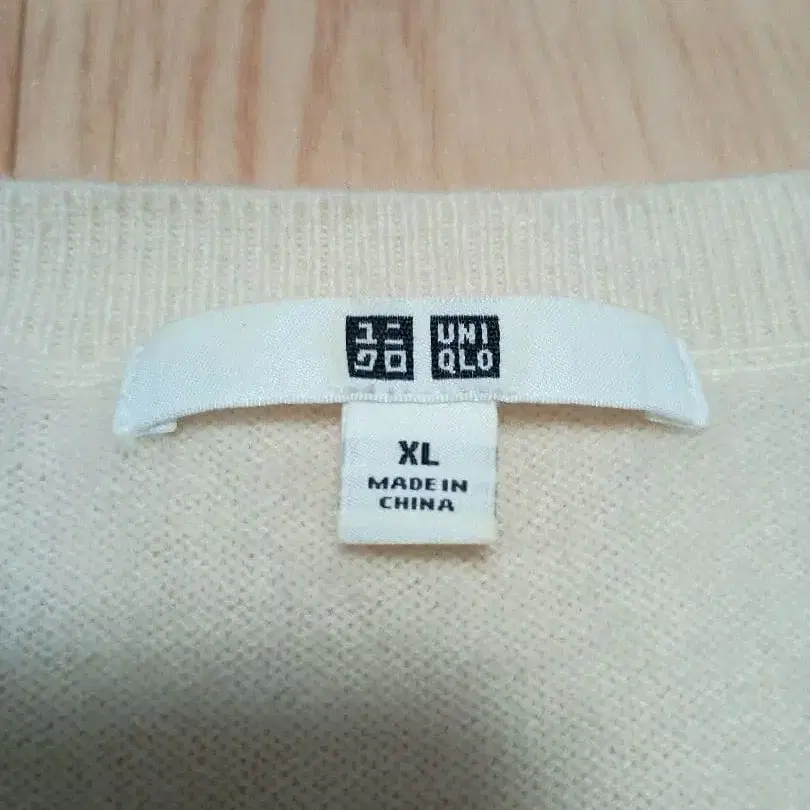 ユニ UNI
クロ QLO
XL
MADE IN
CHINA